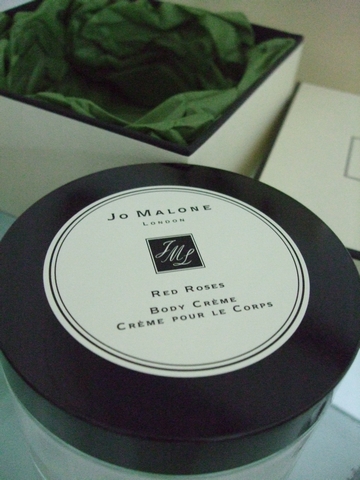 JO MALONE
LONDON
JML
RED ROSES
BODY CRÈME
CRÈME POUR LE CORPS